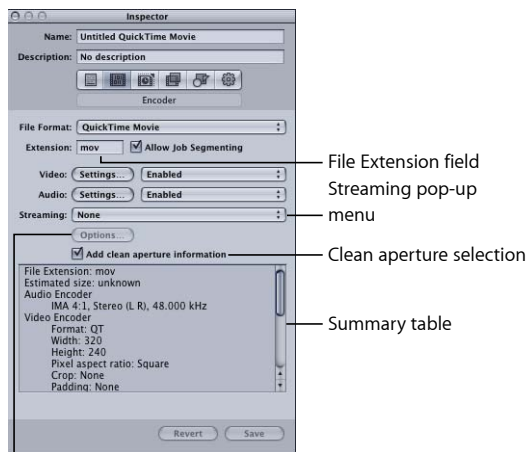 Inspector
Name: Untitled QuickTime Movie
Description: No description
Encoder
File Format: QuickTime Movie
Extension: mov Allow Job Segmenting
File Extension field
Video: Settings... Enabled
Streaming pop-up
Audio: Settings... Enabled
Streaming: None
menu
Options...
Add clean aperture information
Clean aperture selection
File Extension: mov
Estimated size: unknown
Audio Encoder
IMA 4:1, Stereo (L R), 48.000 kHz
Video Encoder
Format: QT
Width: 320
Height: 240
Pixel aspect ratio: Square
Crop: None
Padding: None
Summary table
Revert Save